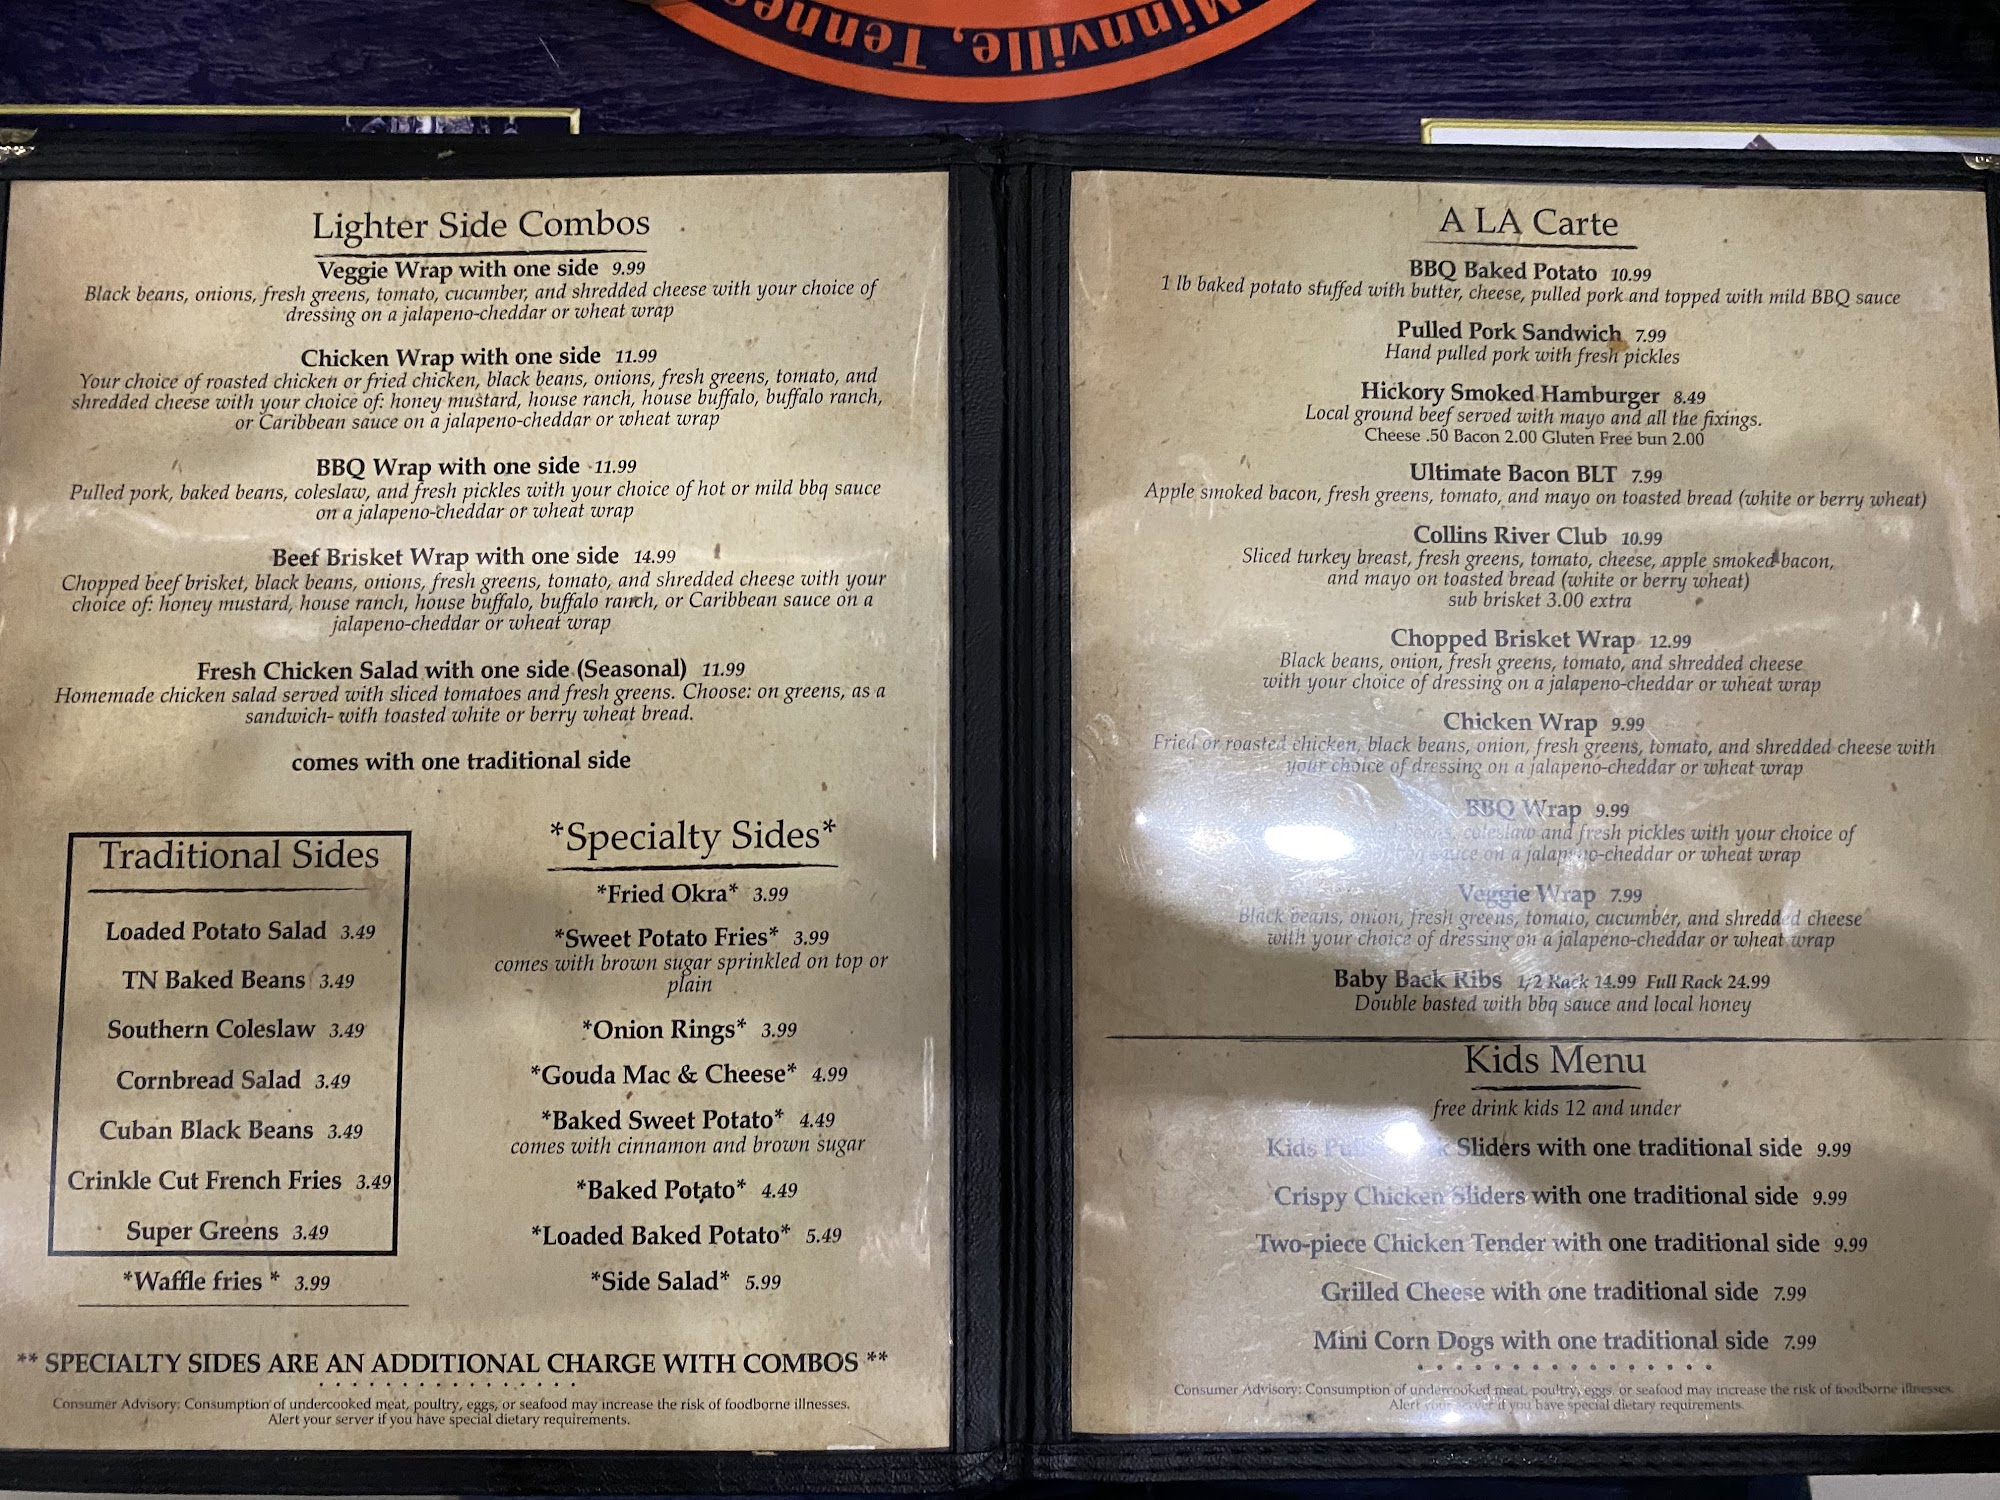 Minnville, Tennes
Lighter Side Combos
Veggie Wrap with one side 9.99
Black beans, onions, fresh greens, tomato, cucumber, and shredded cheese with your choice of
dressing on a jalapeno-cheddar or wheat wrap
Chicken Wrap with one side 11.99
Your choice of roasted chicken or fried chicken, black beans, onions, fresh greens, tomato, and
shredded cheese with your choice of: honey mustard, house ranch, house buffalo, buffalo ranch,
or Caribbean sauce on a jalapeno-cheddar or wheat wrap
BBQ Wrap with one side 11.99
Pulled pork, baked beans, coleslaw, and fresh pickles with your choice of hot or mild bbq sauce
on a jalapeno-cheddar or wheat wrap
Beef Brisket Wrap with one side 14.99
Chopped beef brisket, black beans, onions, fresh greens, tomato, and shredded cheese with your
choice of: honey mustard, house ranch, house buffalo, buffalo ranch, or Caribbean sauce on a
jalapeno-cheddar or wheat wrap
Fresh Chicken Salad with one side (Seasonal) 11.99
Homemade chicken salad served with sliced tomatoes and fresh greens. Choose: on greens, as a
sandwich- with toasted white or berry wheat bread.
comes with one traditional side
Traditional Sides
Loaded Potato Salad 3.49
TN Baked Beans 3.49
Southern Coleslaw 3.49
Cornbread Salad 3.49
Cuban Black Beans 3.49
Crinkle Cut French Fries 3.49
Super Greens 3.49
*Waffle fries * 3.99
*Specialty Sides*
*Fried Okra* 3.99
*Sweet Potato Fries* 3.99
comes with brown sugar sprinkled on top or
plain
*Onion Rings* 3.99
*Gouda Mac & Cheese* 4.99
*Baked Sweet Potato* 4.49
comes with cinnamon and brown sugar
*Baked Potato* 4.49
*Loaded Baked Potato* 5.49
*Side Salad* 5.99
** SPECIALTY SIDES ARE AN ADDITIONAL CHARGE WITH COMBOS **
Consumer Advisory: Consumption of undercooked meat, poultry, eggs, or seafood may increase the risk of foodborne illnesses.
Alert your server if you have special dietary requirements.
A LA Carte
BBQ Baked Potato 10.99
1 lb baked potato stuffed with butter, cheese, pulled pork and topped with mild BBQ sauce
Pulled Pork Sandwich 7.99
Hand pulled pork with fresh pickles
Hickory Smoked Hamburger 8.49
Local ground beef served with mayo and all the fixings.
Cheese .50 Bacon 2.00 Gluten Free bun 2.00
Ultimate Bacon BLT 7.99
Apple smoked bacon, fresh greens, tomato, and mayo on toasted bread (white or berry wheat)
Collins River Club 10.99
Sliced turkey breast, fresh greens, tomato, cheese, apple smoked bacon,
and mayo on toasted bread (white or berry wheat)
sub brisket 3.00 extra
Chopped Brisket Wrap 12.99
Black beans, onion, fresh greens, tomato, and shredded cheese
with your choice of dressing on a jalapeno-cheddar or wheat wrap
Chicken Wrap 9.99
Fried or roasted chicken, black beans, onion, fresh greens, tomato, and shredded cheese with
your choice of dressing on a jalapeno-cheddar or wheat wrap
BBQ Wrap 9.99
coleslaw and fresh pickles with your choice of
sauce on a jalapeno-cheddar or wheat wrap
Veggie Wrap 7.99
Black beans, onion, fresh greens, tomato, cucumber, and shredded cheese
with your choice of dressing on a jalapeno-cheddar or wheat wrap
Baby Back Ribs 1/2 Rack 14.99 Full Rack 24.99
Double basted with bbq sauce and local honey
Kids Menu
free drink kids 12 and under
Kids Sliders with one traditional side 9.99
Crispy Chicken Sliders with one traditional side 9.99
Two-piece Chicken Tender with one traditional side 9.99
Grilled Cheese with one traditional side 7.99
Mini Corn Dogs with one traditional side 7.99
Consumer Advisory: Consumption of undercooked meat, poultry, eggs, or seafood may increase the risk of foodborne illnesses.
Alert your server if you have special dietary requirements.